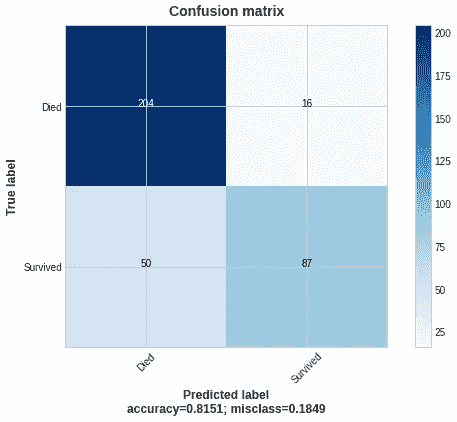 Confusion matrix
200
175
150
125
100
75
50
25
True label
Died
204
16
Survived
50
87
Died
Survived
Predicted label
accuracy=0.8151; misclass=0.1849